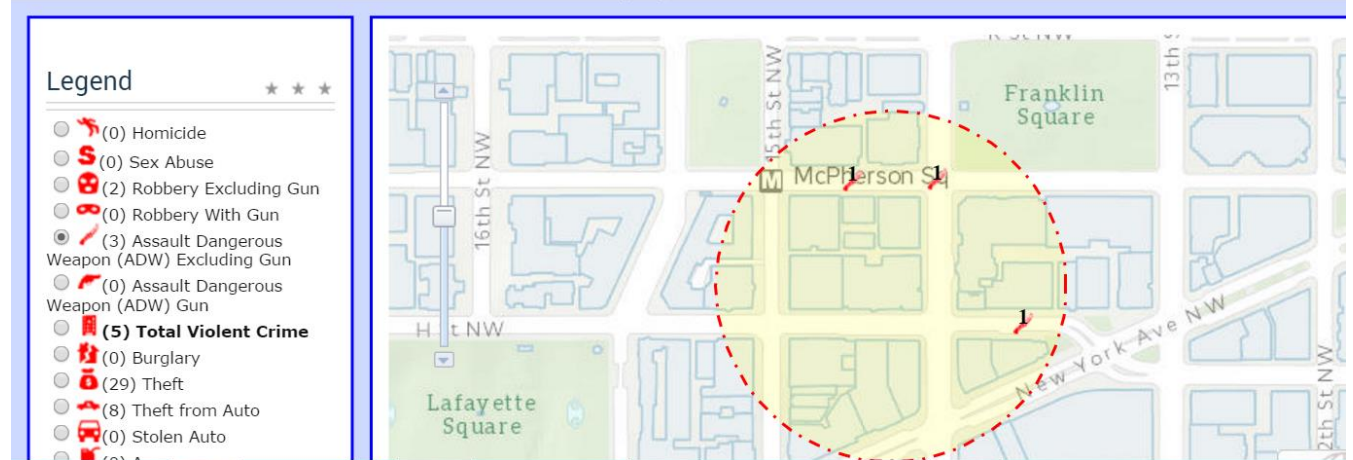 Legend
(0) Homicide
(0) Sex Abuse
(2) Robbery Excluding Gun
(0) Robbery With Gun
(3) Assault Dangerous
Weapon (ADW) Excluding Gun
(0) Assault Dangerous
Weapon (ADW) Gun
(5) Total Violent Crime
(0) Burglary
(29) Theft
(8) Theft from Auto
(0) Stolen Auto
K St NW
15th St NW
13th S
Franklin
Square
16th St NW
M McPherson Sq
1
1
1
H St NW
New York Ave NW
Lafayette
Square
2th St NW